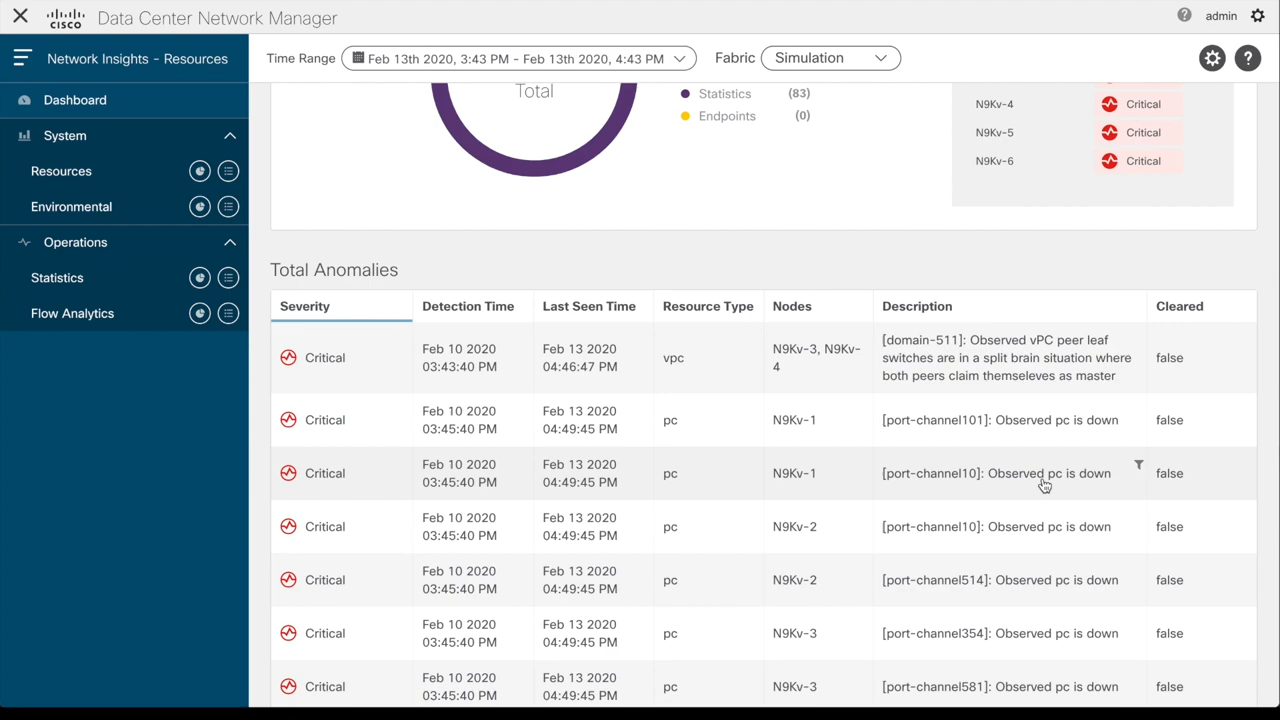 CISCO Data Center Network Manager
admin
Network Insights - Resources
Time Range Feb 13th 2020, 3:43 PM - Feb 13th 2020, 4:43 PM Fabric Simulation
Dashboard
System
Resources
Environmental
Operations
Statistics
Flow Analytics
Total
Statistics (83)
Endpoints (0)
N9Kv-4 Critical
N9Kv-5 Critical
N9Kv-6 Critical
Total Anomalies
Severity Detection Time Last Seen Time Resource Type Nodes Description Cleared
Critical Feb 10 2020 03:43:40 PM Feb 13 2020 04:46:47 PM vpc N9Kv-3, N9Kv-4 [domain-511]: Observed vPC peer leaf switches are in a split brain situation where both peers claim themseleves as master false
Critical Feb 10 2020 03:45:40 PM Feb 13 2020 04:49:45 PM pc N9Kv-1 [port-channel101]: Observed pc is down false
Critical Feb 10 2020 03:45:40 PM Feb 13 2020 04:49:45 PM pc N9Kv-1 [port-channel10]: Observed pc is down false
Critical Feb 10 2020 03:45:40 PM Feb 13 2020 04:49:45 PM pc N9Kv-2 [port-channel10]: Observed pc is down false
Critical Feb 10 2020 03:45:40 PM Feb 13 2020 04:49:45 PM pc N9Kv-2 [port-channel514]: Observed pc is down false
Critical Feb 10 2020 03:45:40 PM Feb 13 2020 04:49:45 PM pc N9Kv-3 [port-channel354]: Observed pc is down false
Critical Feb 10 2020 03:45:40 PM Feb 13 2020 04:49:45 PM pc N9Kv-3 [port-channel581]: Observed pc is down false